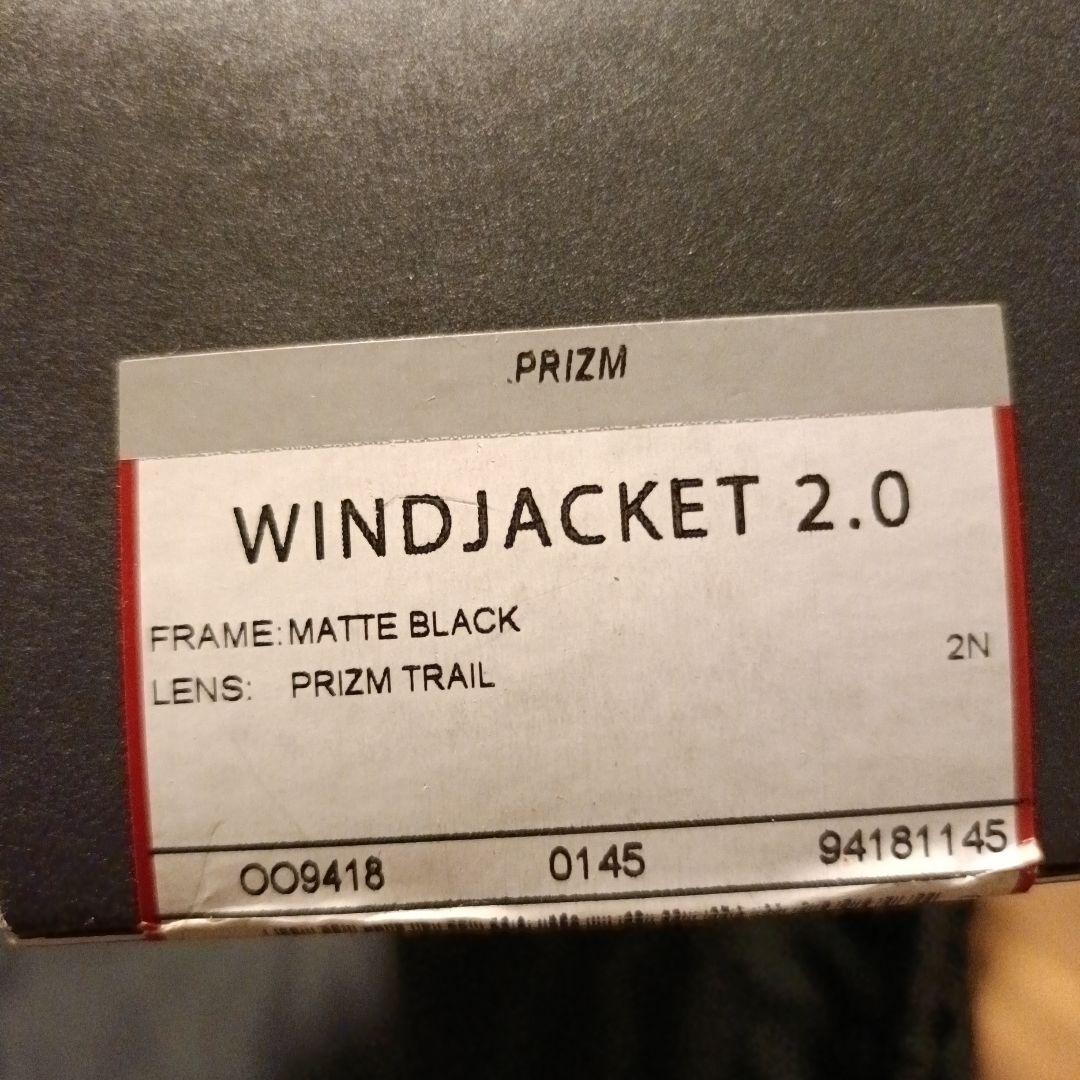 PRIZM
WINDJACKET 2.0
FRAME: MATTE BLACK
2N
LENS: PRIZM TRAIL
OO9418 0145 94181145